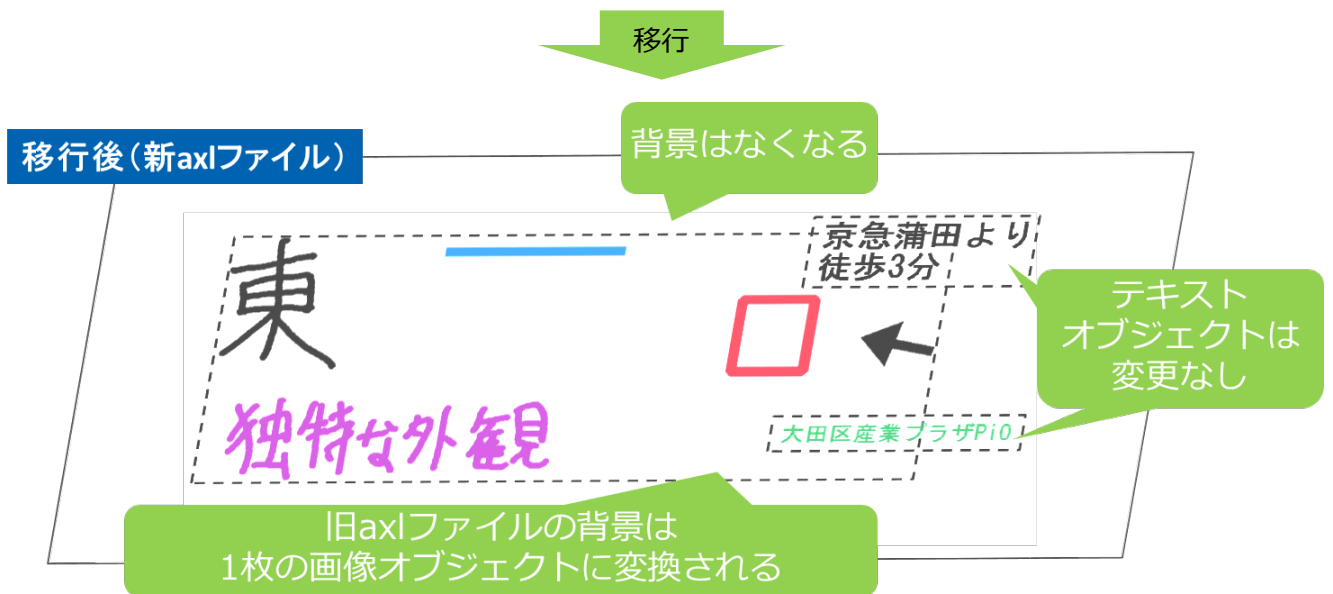 移行
背景はなくなる
移行後（新axlファイル）
東
京急蒲田より
徒歩3分
テキスト
オブジェクトは
変更なし
独特な外観
大田区産業プラザPiO
旧axlファイルの背景は
1枚の画像オブジェクトに変換される